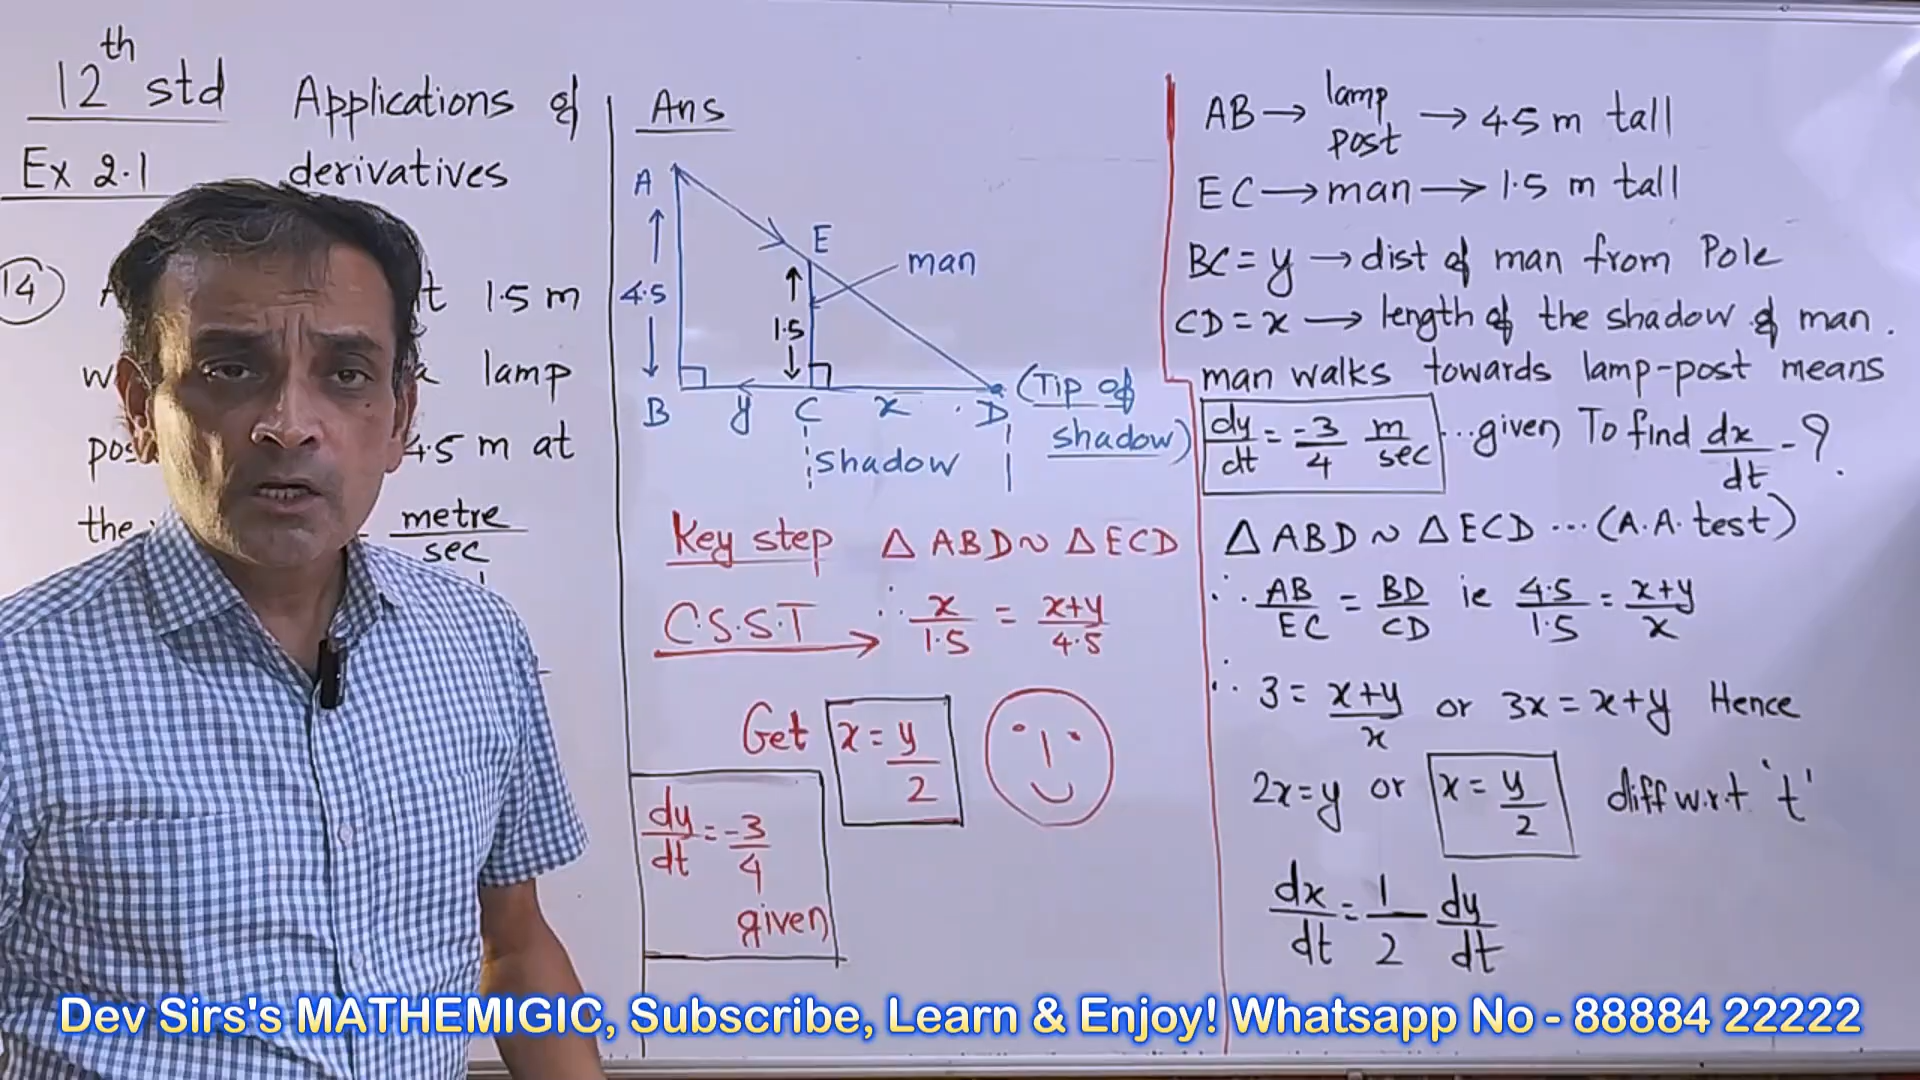 12th std Applications of
Ex 2.1 derivatives
14 A t 1.5 m
w a lamp
pos 4.5 m at
the metre
sec
Ans
A
E
man
4.5
1.5
B y C x D (Tip of
shadow)
shadow
Key step Δ ABD ~ Δ ECD
C.S.S.T → ∴ x/1.5 = x+y/4.5
Get x = y/2
dy/dt = -3/4
given
AB → lamp post → 4.5 m tall
EC → man → 1.5 m tall
BC = y → dist of man from Pole
CD = x → length of the shadow of man.
man walks towards lamp-post means
dy/dt = -3/4 m/sec ...given To find dx/dt - ?
Δ ABD ~ Δ ECD ... (A.A. test)
∴ AB/EC = BD/CD ie 4.5/1.5 = x+y/x
∴ 3 = x+y/x or 3x = x+y Hence
2x = y or x = y/2 diff w.r.t 't'
dx/dt = 1/2 dy/dt
Dev Sirs's MATHEMIGIC, Subscribe, Learn & Enjoy! Whatsapp No - 88884 22222